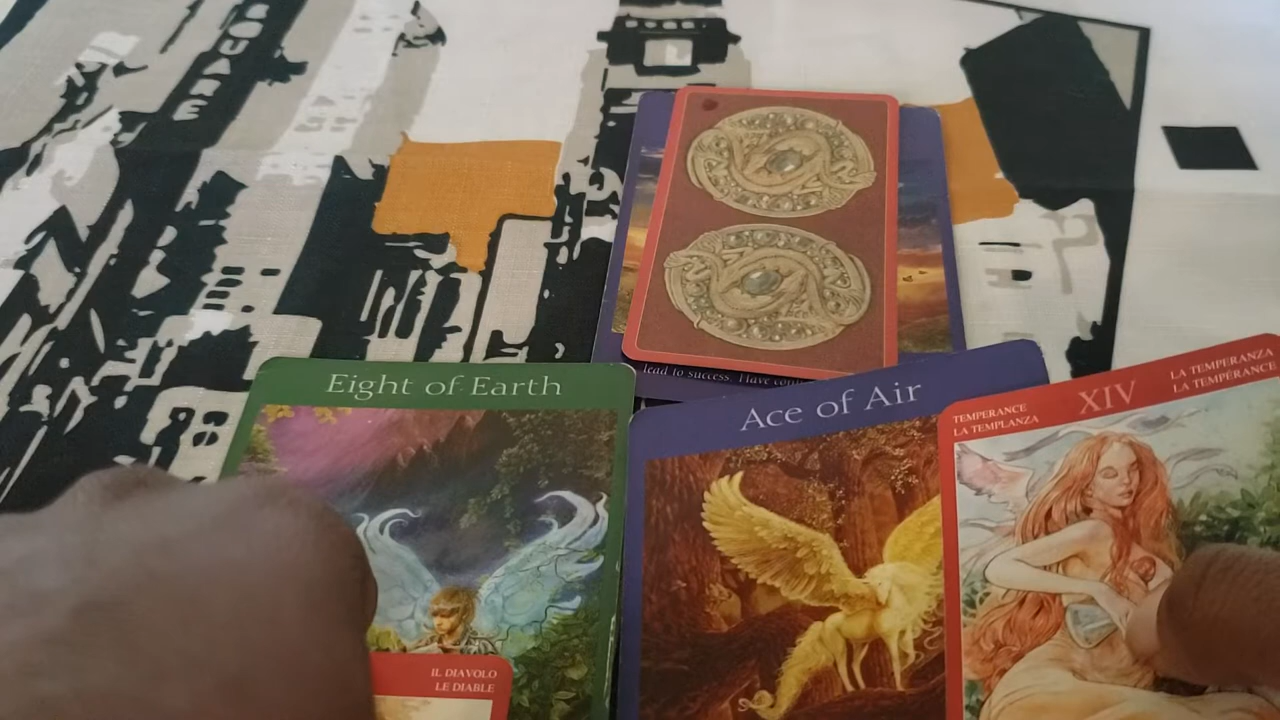 SQUARE
lead to success. Have
Eight of Earth
Ace of Air
TEMPERANCE
LA TEMPLANZA
XIV
LA TEMPERANZA
LA TEMPÉRANCE
IL DIAVOLO
LE DIABLE